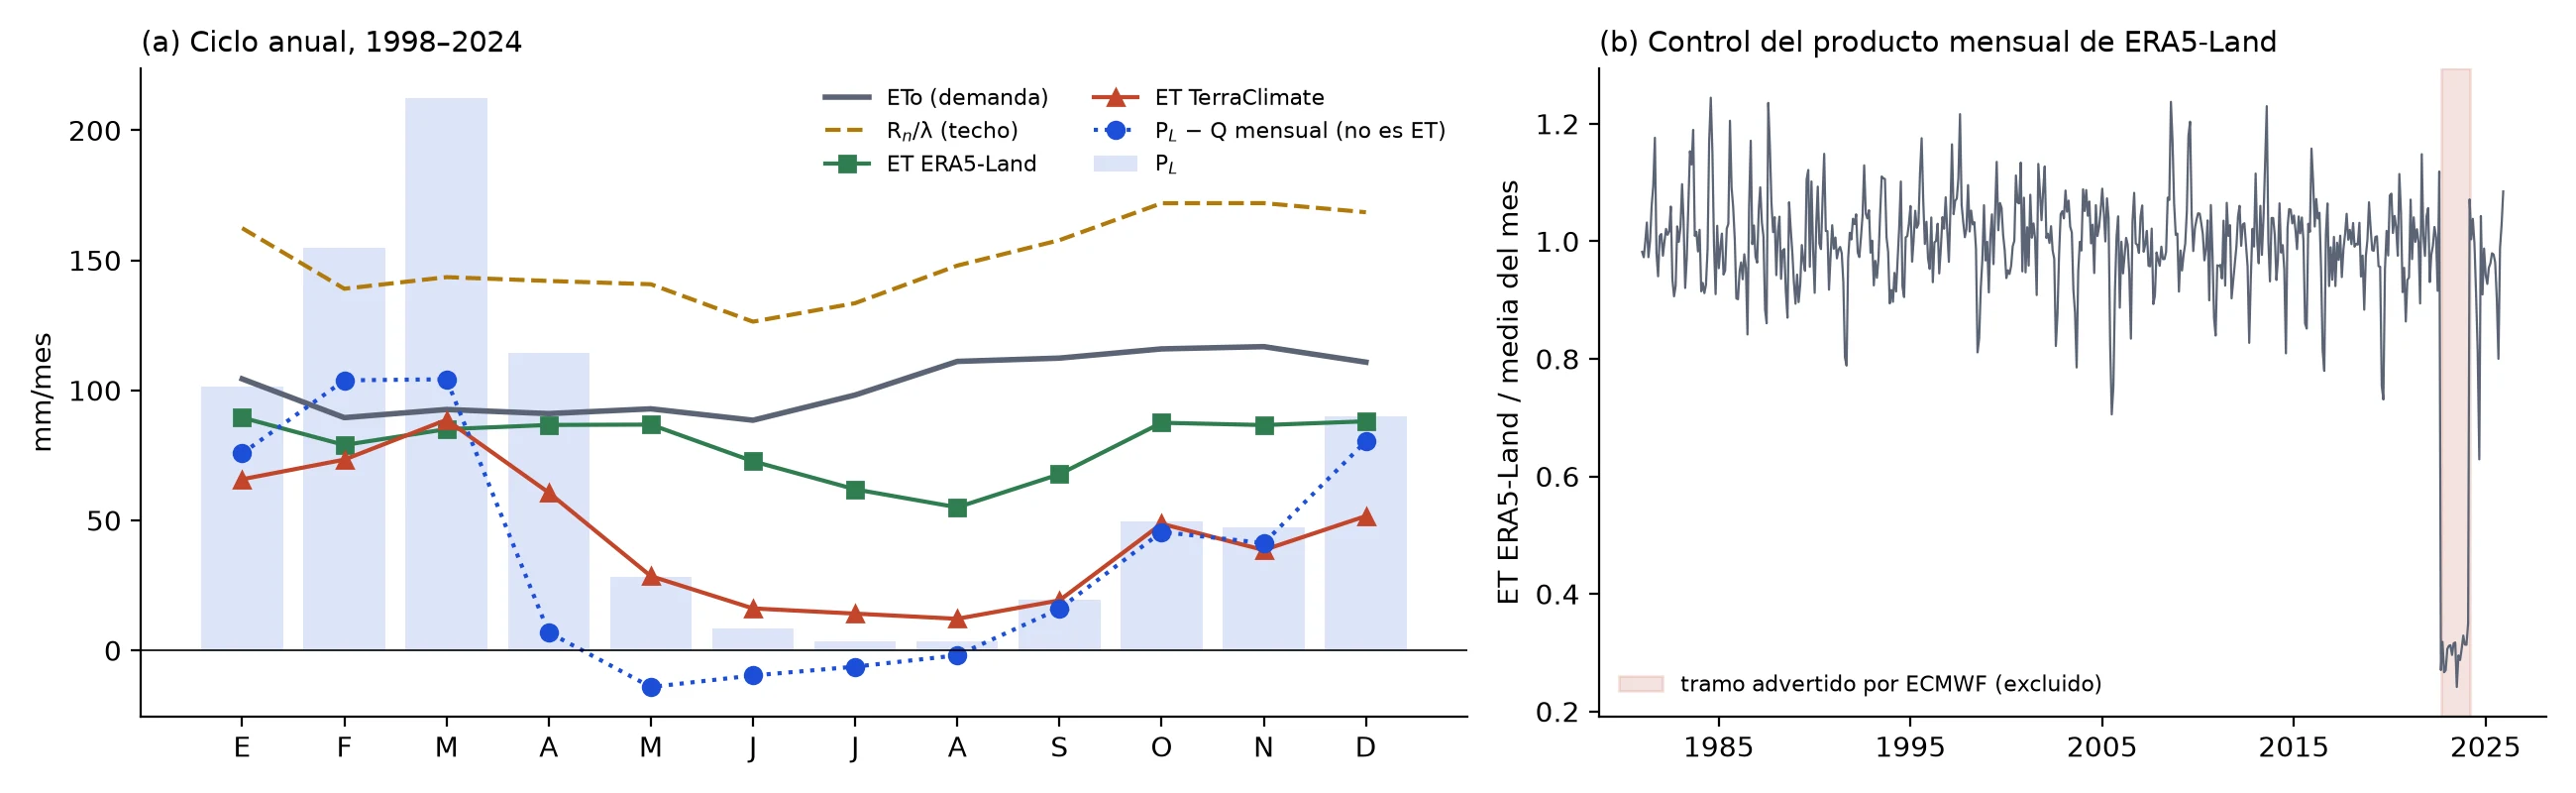 (a) Ciclo anual, 1998–2024
mm/mes
200
150
100
50
0
ETo (demanda)
Rₙ/λ (techo)
ET ERA5-Land
ET TerraClimate
P_L − Q mensual (no es ET)
P_L
E F M A M J J A S O N D
(b) Control del producto mensual de ERA5-Land
ET ERA5-Land / media del mes
1.2
1.0
0.8
0.6
0.4
0.2
tramo advertido por ECMWF (excluido)
1985 1995 2005 2015 2025